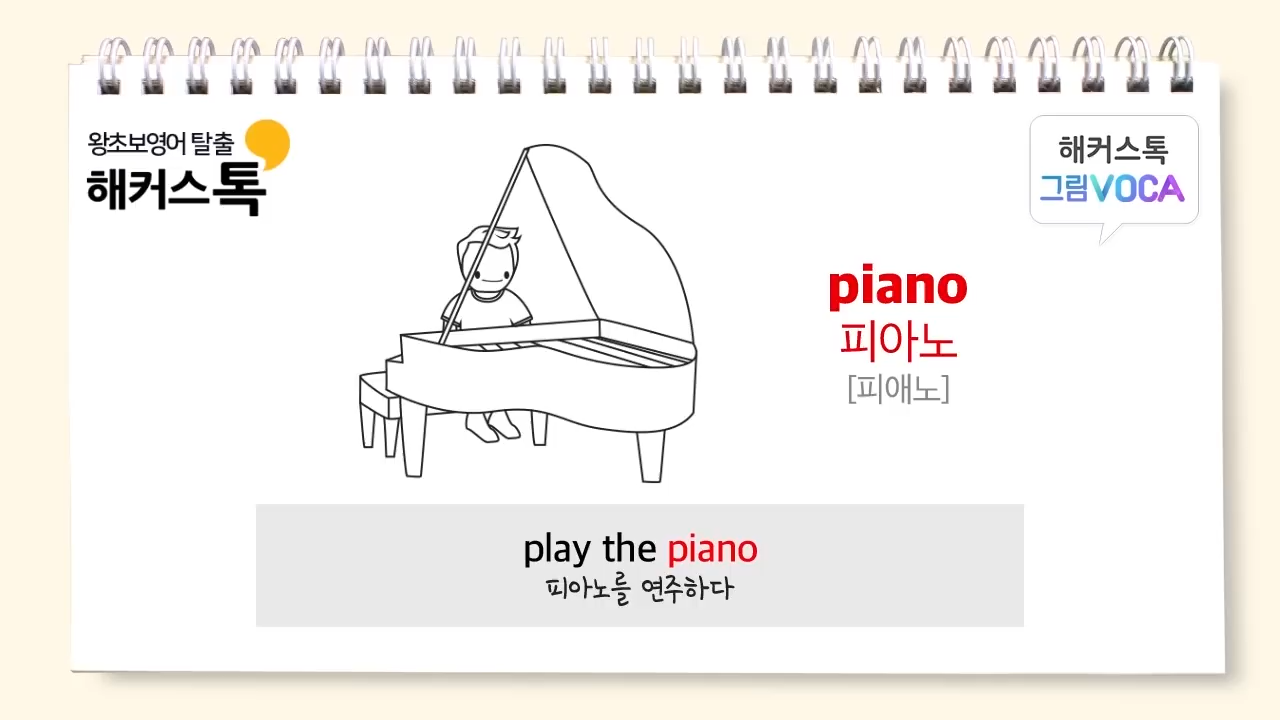 왕초보영어 탈출
해커스톡
해커스톡
그림VOCA
piano
피아노
[피애노]
play the piano
피아노를 연주하다